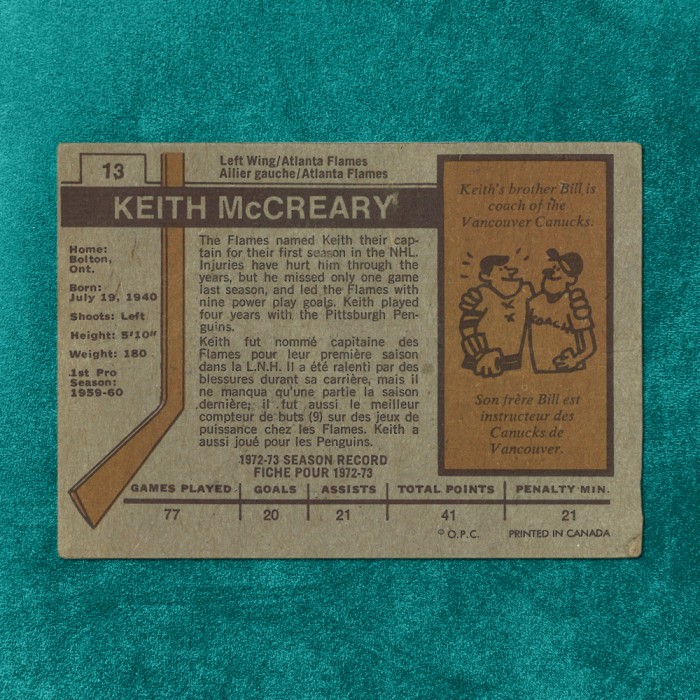 13
Left Wing/Atlanta Flames
Ailier gauche/Atlanta Flames
KEITH McCREARY
Home:
Bolton,
Ont.
Born:
July 19, 1940
Shoots: Left
Height: 5'10"
Weight: 180
1st Pro
Season:
1959-60
The Flames named Keith their cap-
tain for their first season in the NHL.
Injuries have hurt him through the
years, but he missed only one game
last season, and led the Flames with
nine power play goals. Keith played
four years with the Pittsburgh Pen-
guins.
Keith fut nommé capitaine des
Flames pour leur première saison
dans la L.N.H. Il a été ralenti par des
blessures durant sa carrière, mais il
ne manqua qu'une partie la saison
dernière; il fut aussi le meilleur
compteur de buts (9) sur des jeux de
puissance chez les Flames. Keith a
aussi joué pour les Penguins.
Keith's brother Bill is
coach of the
Vancouver Canucks.
COACH
Son frère Bill est
instructeur des
Canucks de
Vancouver.
1972-73 SEASON RECORD
FICHE POUR 1972-73
GAMES PLAYED GOALS ASSISTS TOTAL POINTS PENALTY MIN.
77 20 21 41 21
© O.P.C. PRINTED IN CANADA